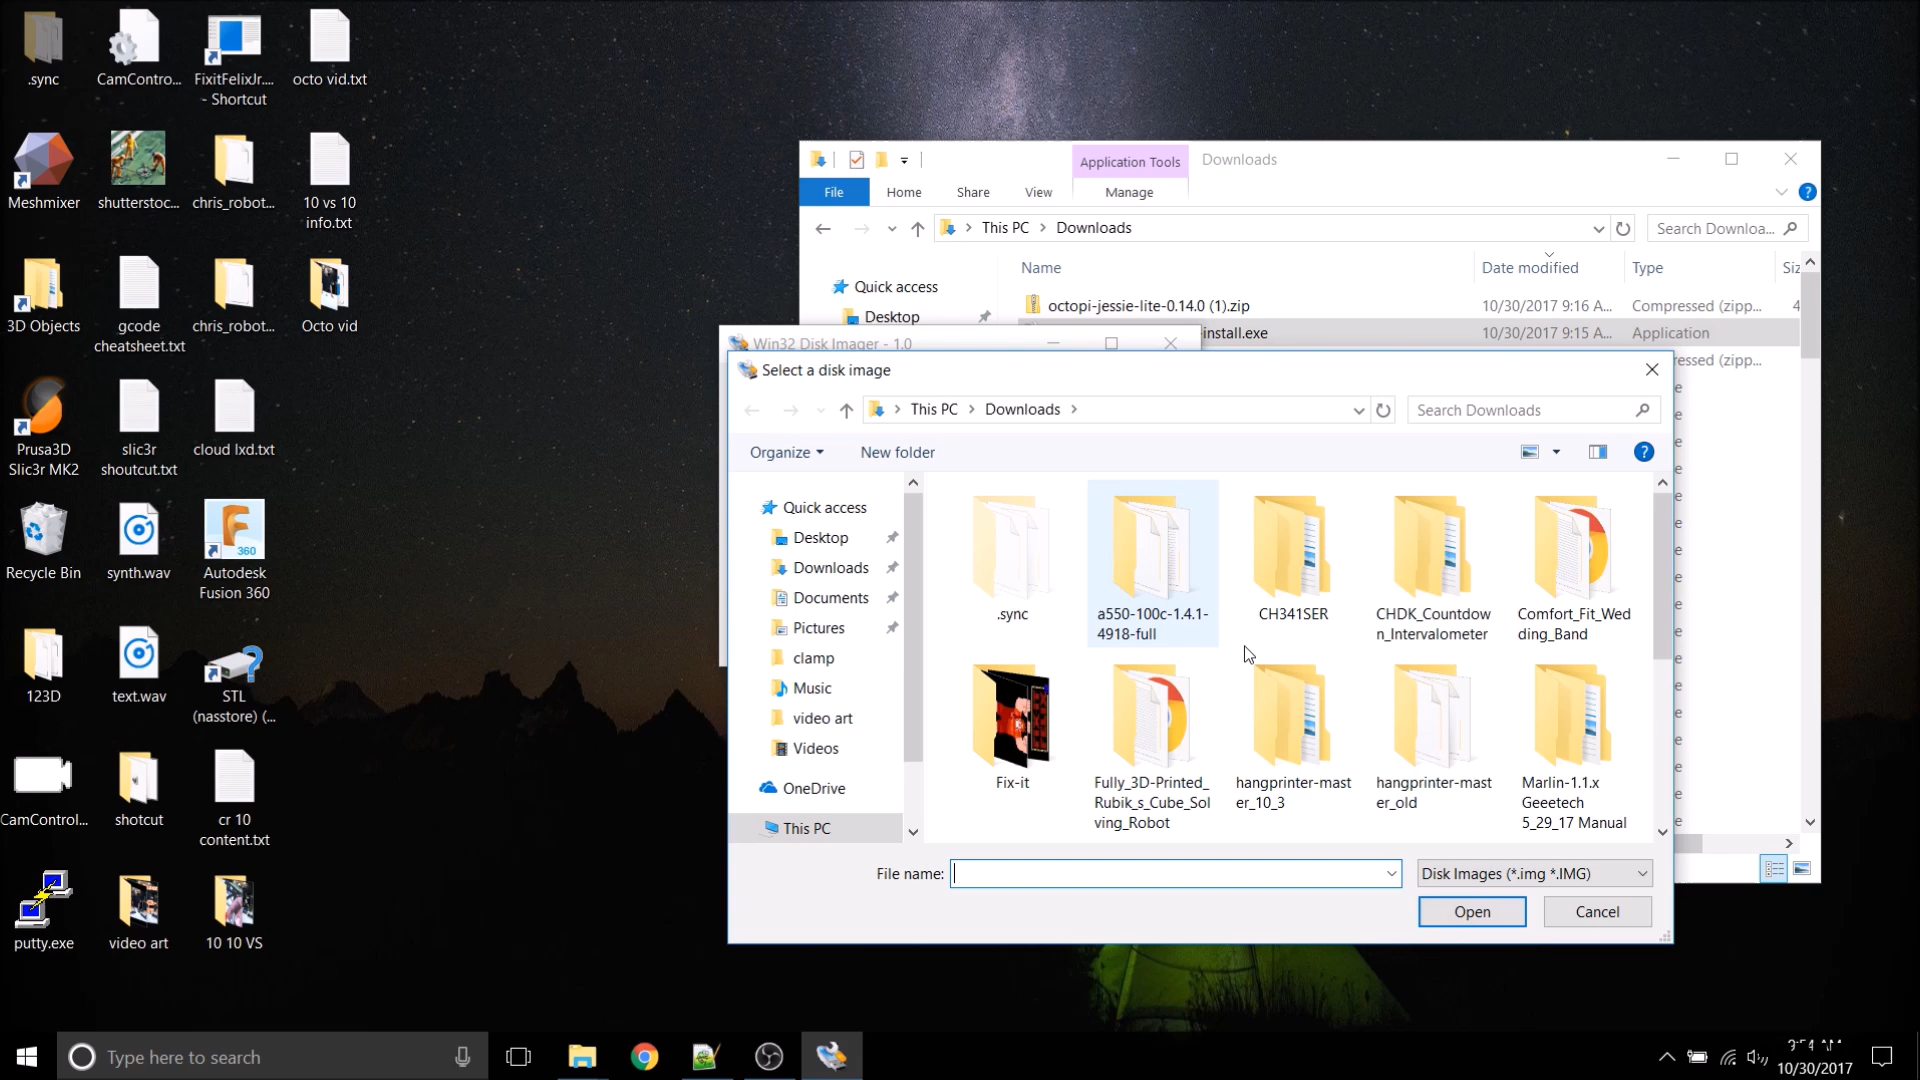 .sync
CamContro...
FixitFelixJr....
- Shortcut
octo vid.txt
Meshmixer
shutterstoc...
chris_robot...
10 vs 10
info.txt
3D Objects
gcode
cheatsheet.txt
chris_robot...
Octo vid
Prusa3D
Slic3r MK2
slic3r
shoutcut.txt
cloud lxd.txt
Recycle Bin
synth.wav
360
Autodesk
Fusion 360
123D
text.wav
STL
(nasstore) (...
CamControl...
shotcut
cr 10
content.txt
putty.exe
video art
10 10 VS
Application Tools
Downloads
File
Home
Share
View
Manage
This PC
Downloads
Search Downloa...
Name
Date modified
Type
Siz
Quick access
Desktop
octopi-jessie-lite-0.14.0 (1).zip
10/30/2017 9:16 A...
Compressed (zipp...
4
install.exe
10/30/2017 9:15 A...
Application
ressed (zipp...
Win32 Disk Imager - 1.0
Select a disk image
This PC
Downloads
Search Downloads
Organize
New folder
Quick access
Desktop
Downloads
Documents
Pictures
clamp
Music
video art
Videos
OneDrive
This PC
.sync
a550-100c-1.4.1-
4918-full
CH341SER
CHDK_Countdow
n_Intervalometer
Comfort_Fit_Wed
ding_Band
Fix-it
Fully_3D-Printed_
Rubik_s_Cube_Sol
ving_Robot
hangprinter-mast
er_10_3
hangprinter-mast
er_old
Marlin-1.1.x
Geeetech
5_29_17 Manual
File name:
Disk Images (*.img *.IMG)
Open
Cancel
Type here to search
10/30/2017